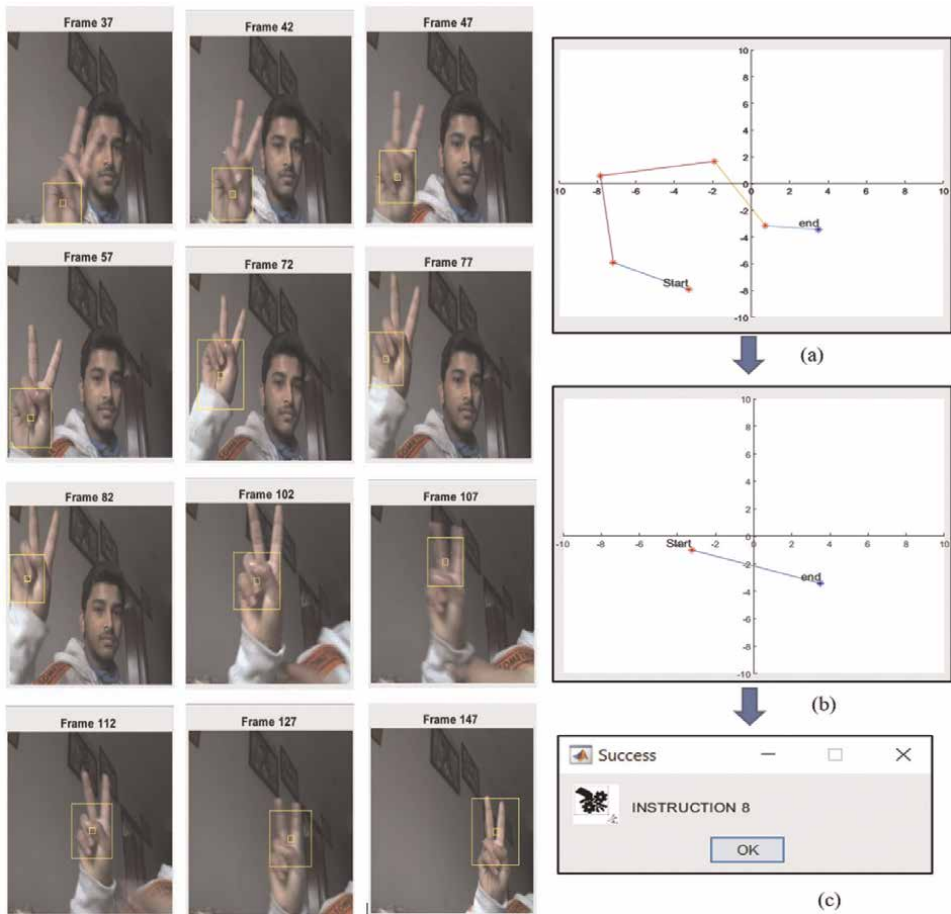 Frame 37
Frame 42
Frame 47
Frame 57
Frame 72
Frame 77
Frame 82
Frame 102
Frame 107
Frame 112
Frame 127
Frame 147
10
8
6
4
2
0
10 -8 -6 -4 -2 0 2 4 6 8 10
-2
-4
-6
-8
-10
Start
end
(a)
10
8
6
4
2
0
-10 -8 -6 -4 -2 0 2 4 6 8 10
-2
-4
-6
-8
-10
Start
end
(b)
Success
INSTRUCTION 8
OK
(c)